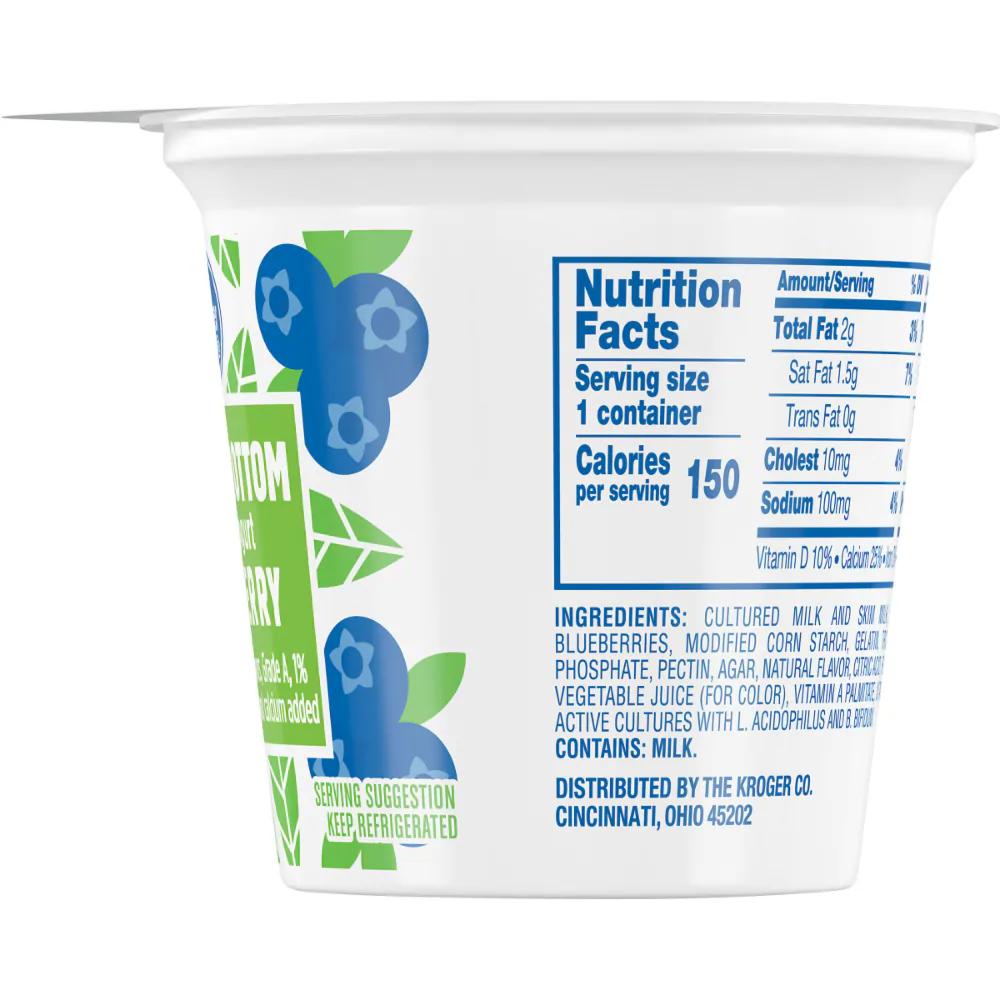 OTTOM
Grade A, 1%
calcium added
SERVING SUGGESTION
KEEP REFRIGERATED
Nutrition
Facts
Serving size
1 container
Calories
per serving 150
Amount/Serving
Total Fat 2g 3%
Sat Fat 1.5g 7%
Trans Fat 0g
Cholest 10mg 4%
Sodium 100mg 4%
Vitamin D 10% • Calcium 25% •
INGREDIENTS: CULTURED MILK AND SKIM
BLUEBERRIES, MODIFIED CORN STARCH, GELATIN,
PHOSPHATE, PECTIN, AGAR, NATURAL FLAVOR, CITRIC ACID,
VEGETABLE JUICE (FOR COLOR), VITAMIN A PALMITATE,
ACTIVE CULTURES WITH L. ACIDOPHILUS AND B.
CONTAINS: MILK.
DISTRIBUTED BY THE KROGER CO.
CINCINNATI, OHIO 45202